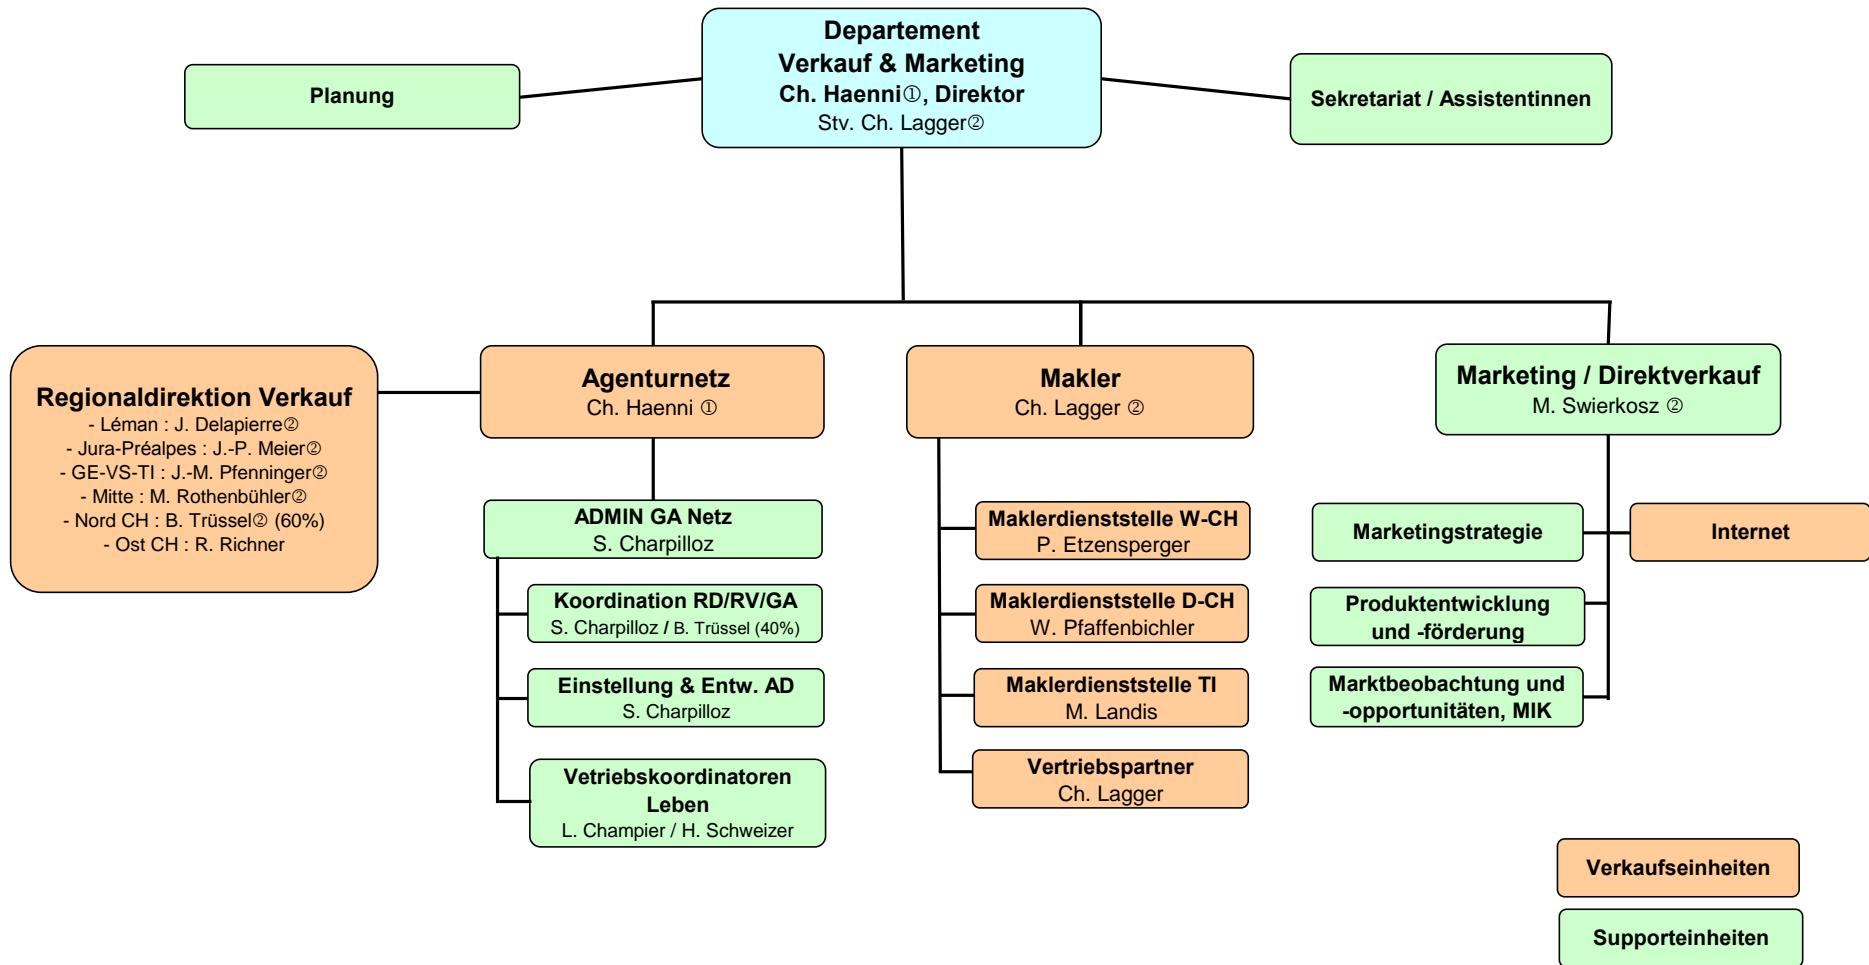 Departement
Verkauf & Marketing
Ch. Haenni①, Direktor
Stv. Ch. Lagger②
Planung
Sekretariat / Assistentinnen
Regionaldirektion Verkauf
- Léman : J. Delapierre②
- Jura-Préalpes : J.-P. Meier②
- GE-VS-TI : J.-M. Pfenninger②
- Mitte : M. Rothenbühler②
- Nord CH : B. Trüssel② (60%)
- Ost CH : R. Richner
Agenturnetz
Ch. Haenni ①
ADMIN GA Netz
S. Charpilloz
Koordination RD/RV/GA
S. Charpilloz / B. Trüssel (40%)
Einstellung & Entw. AD
S. Charpilloz
Vetriebskoordinatoren
Leben
L. Champier / H. Schweizer
Makler
Ch. Lagger ②
Maklerdienststelle W-CH
P. Etzensperger
Maklerdienststelle D-CH
W. Pfaffenbichler
Maklerdienststelle TI
M. Landis
Vertriebspartner
Ch. Lagger
Marketing / Direktverkauf
M. Swierkosz ②
Marketingstrategie
Internet
Produktentwicklung
und -förderung
Marktbeobachtung und
-opportunitäten, MIK
Verkaufseinheiten
Supporteinheiten